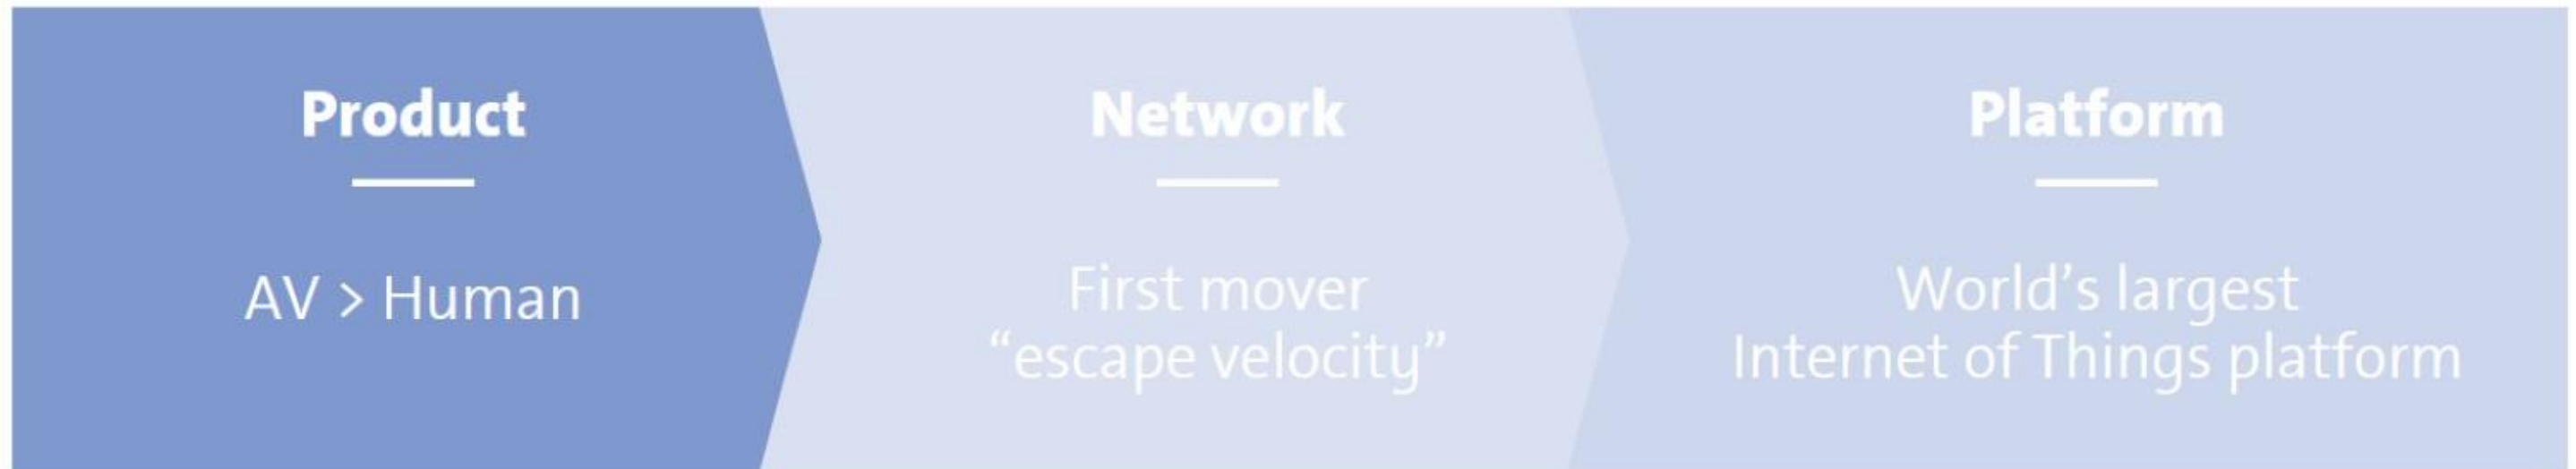 Product
AV > Human
Network
First mover
“escape velocity”
Platform
World’s largest
Internet of Things platform